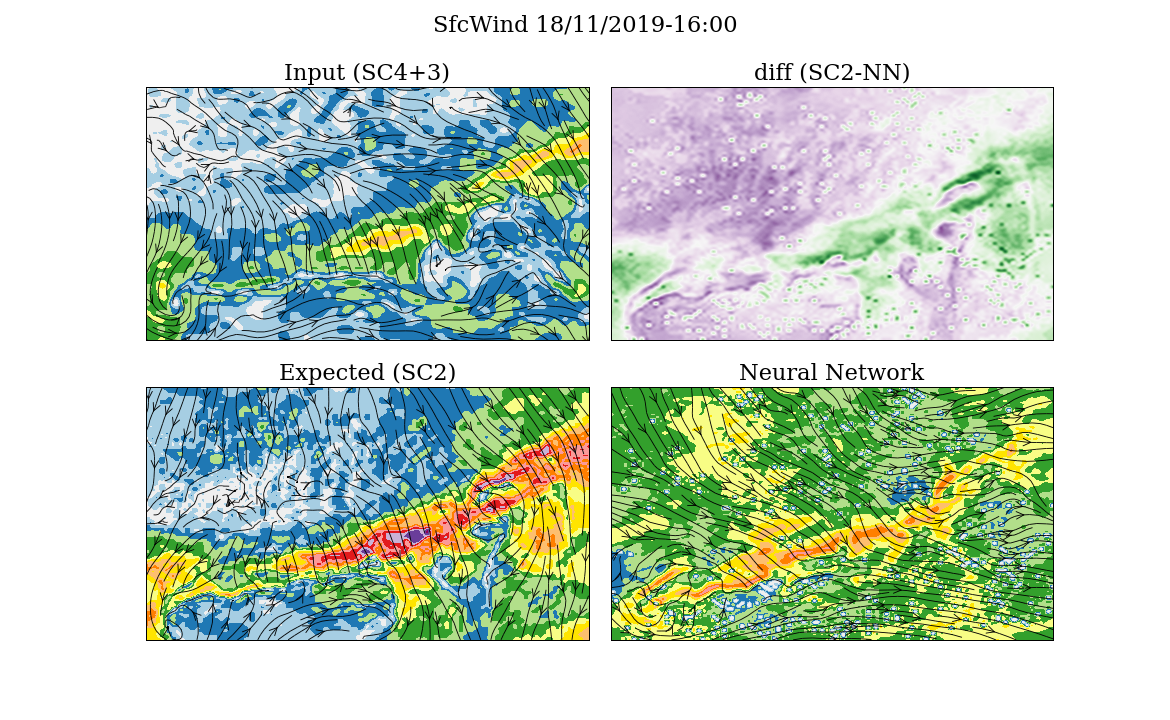 SfcWind 18/11/2019-16:00
Input (SC4+3)
diff (SC2-NN)
Expected (SC2)
Neural Network